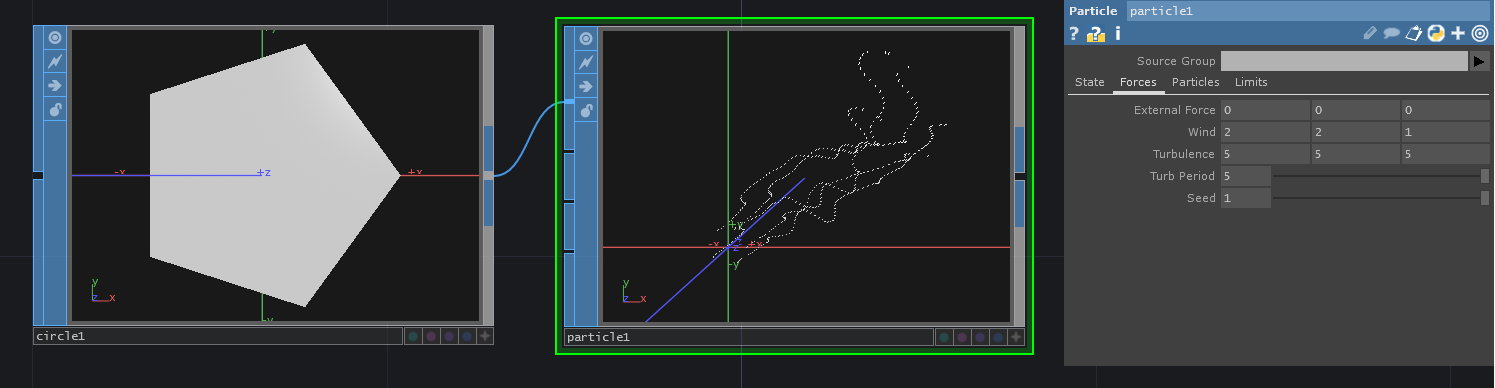 +y
-x +z +x
y
z x
-y
circle1
+y
-x z +x
-y
y
z x
particle1
Particle particle1
? ? i
Source Group
State Forces Particles Limits
External Force 0 0 0
Wind 2 2 1
Turbulence 5 5 5
Turb Period 5
Seed 1